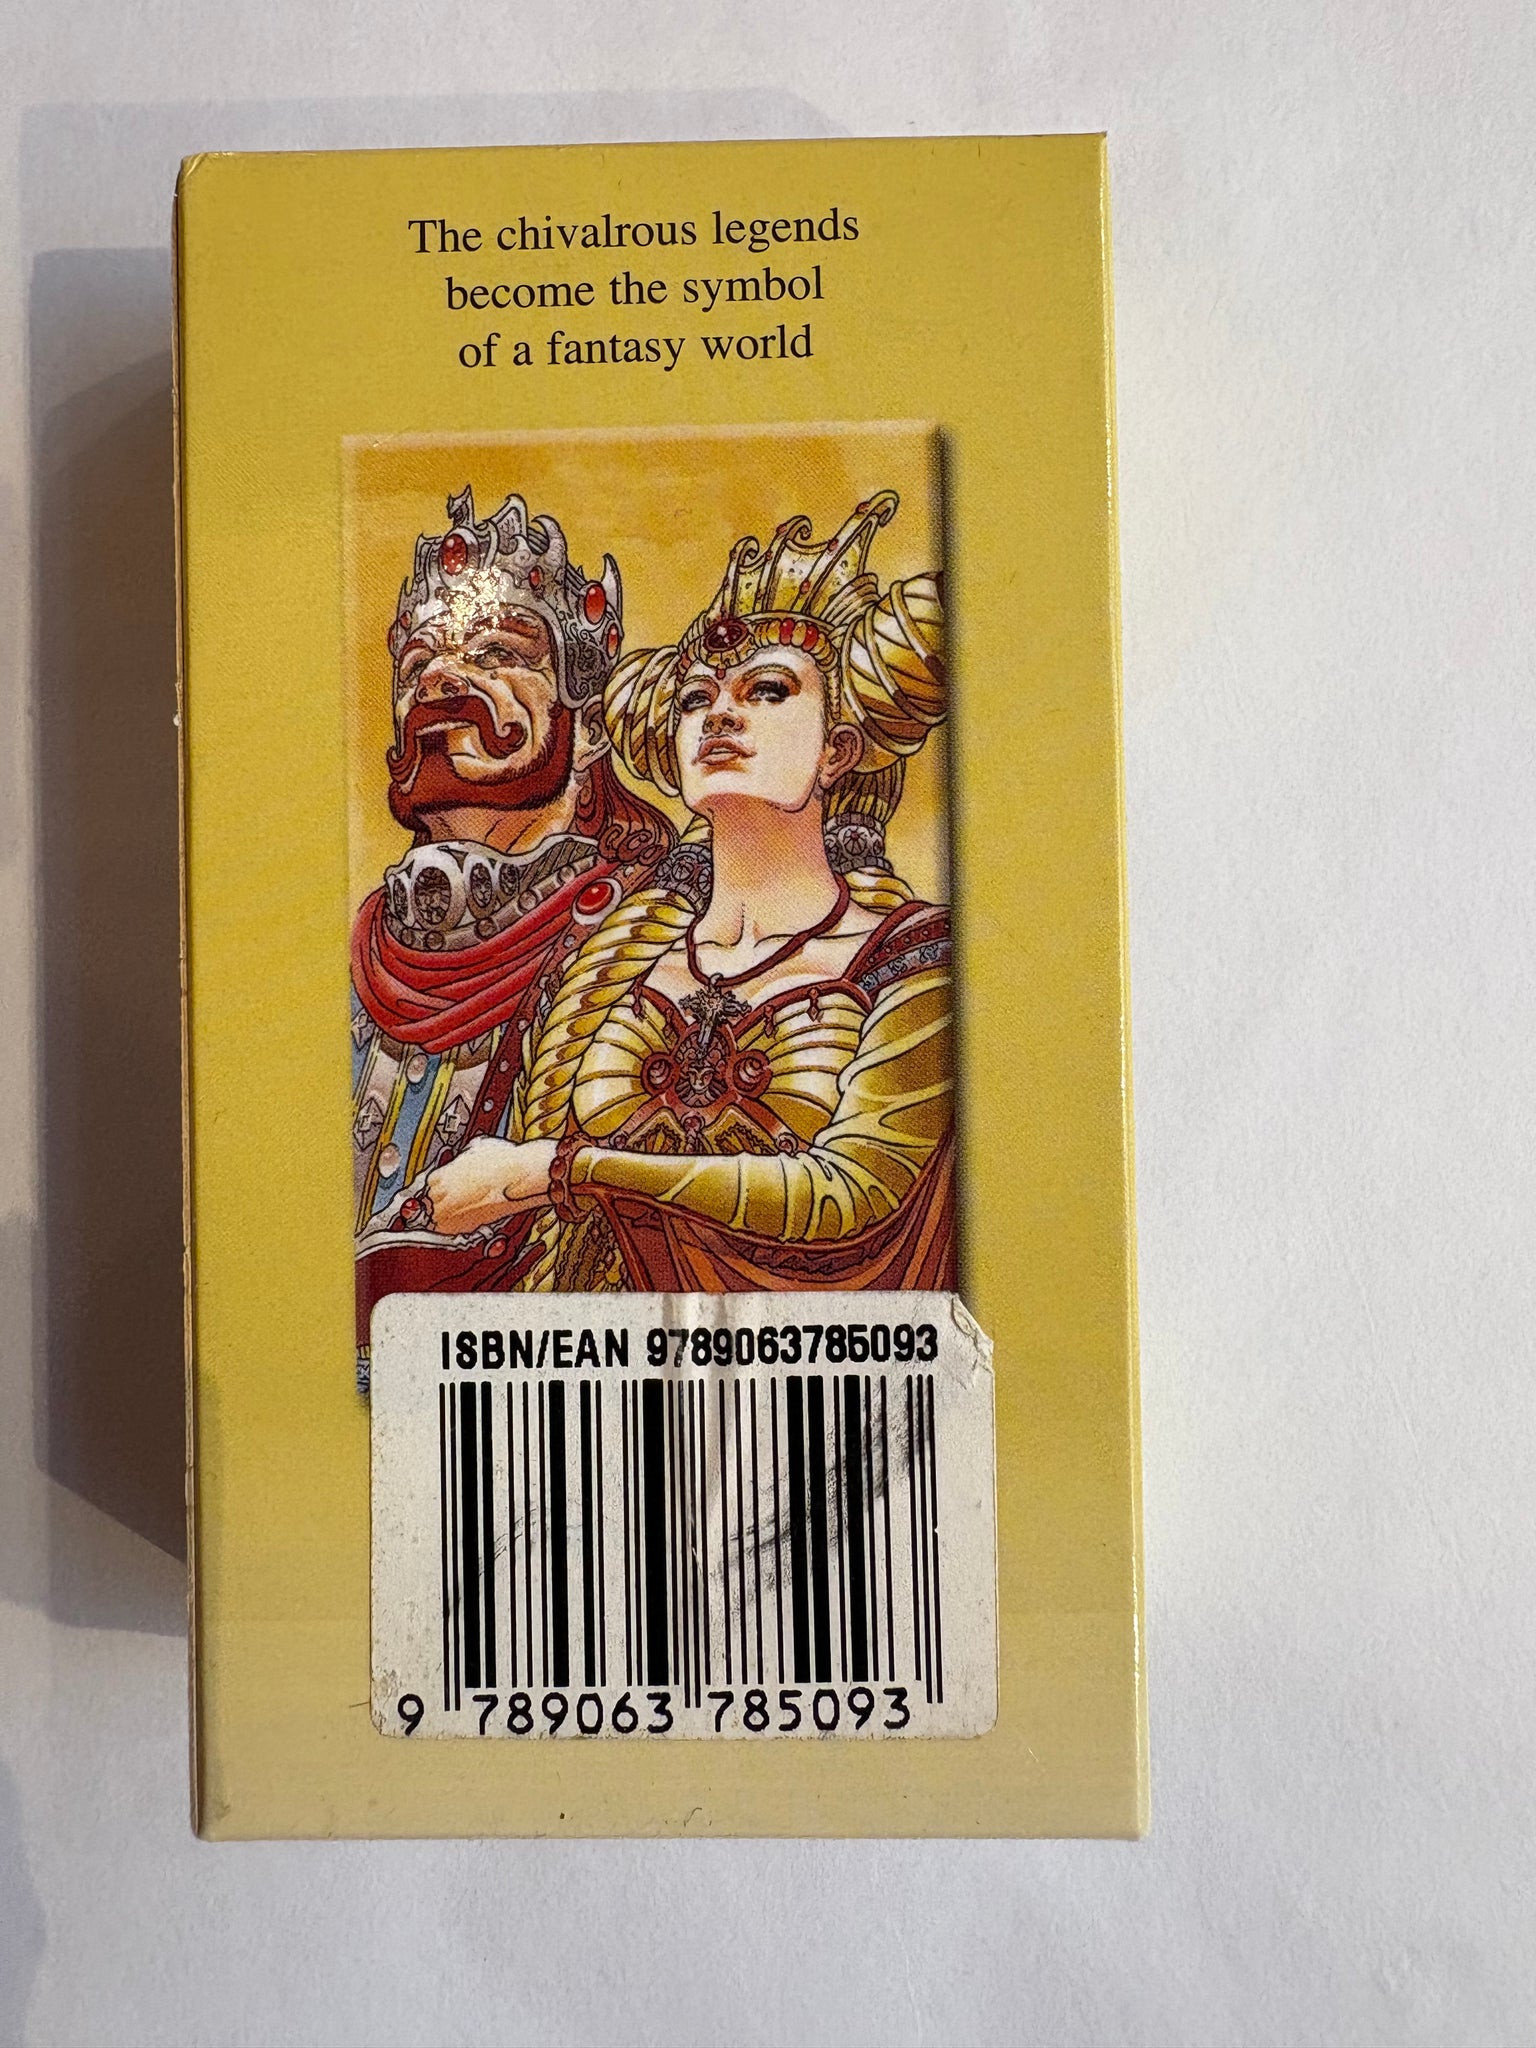 The chivalrous legends
become the symbol
of a fantasy world
ISBN/EAN 9789063785093
9 789063 785093